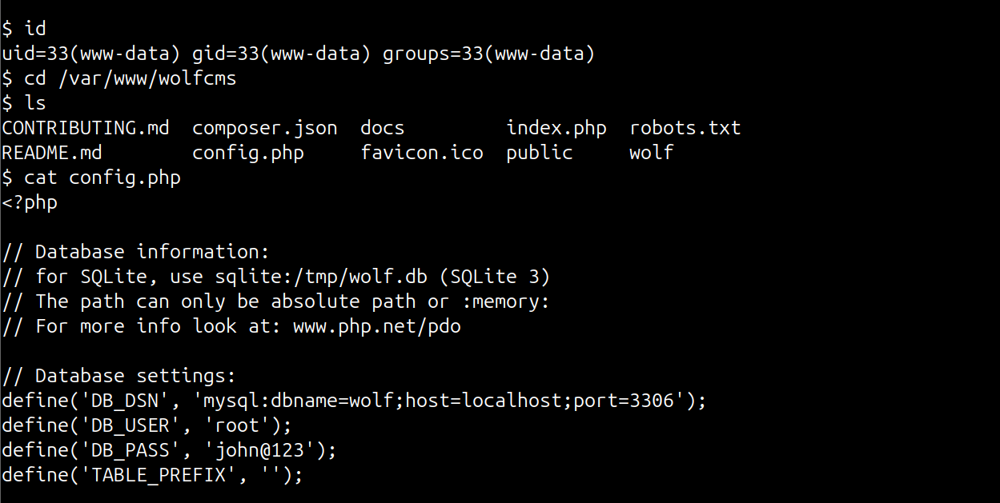 $ id
uid=33(www-data) gid=33(www-data) groups=33(www-data)
$ cd /var/www/wolfcms
$ ls
CONTRIBUTING.md  composer.json  docs         index.php  robots.txt
README.md        config.php     favicon.ico  public     wolf
$ cat config.php
<?php

// Database information:
// for SQLite, use sqlite:/tmp/wolf.db (SQLite 3)
// The path can only be absolute path or :memory:
// For more info look at: www.php.net/pdo

// Database settings:
define('DB_DSN', 'mysql:dbname=wolf;host=localhost;port=3306');
define('DB_USER', 'root');
define('DB_PASS', 'john@123');
define('TABLE_PREFIX', '');